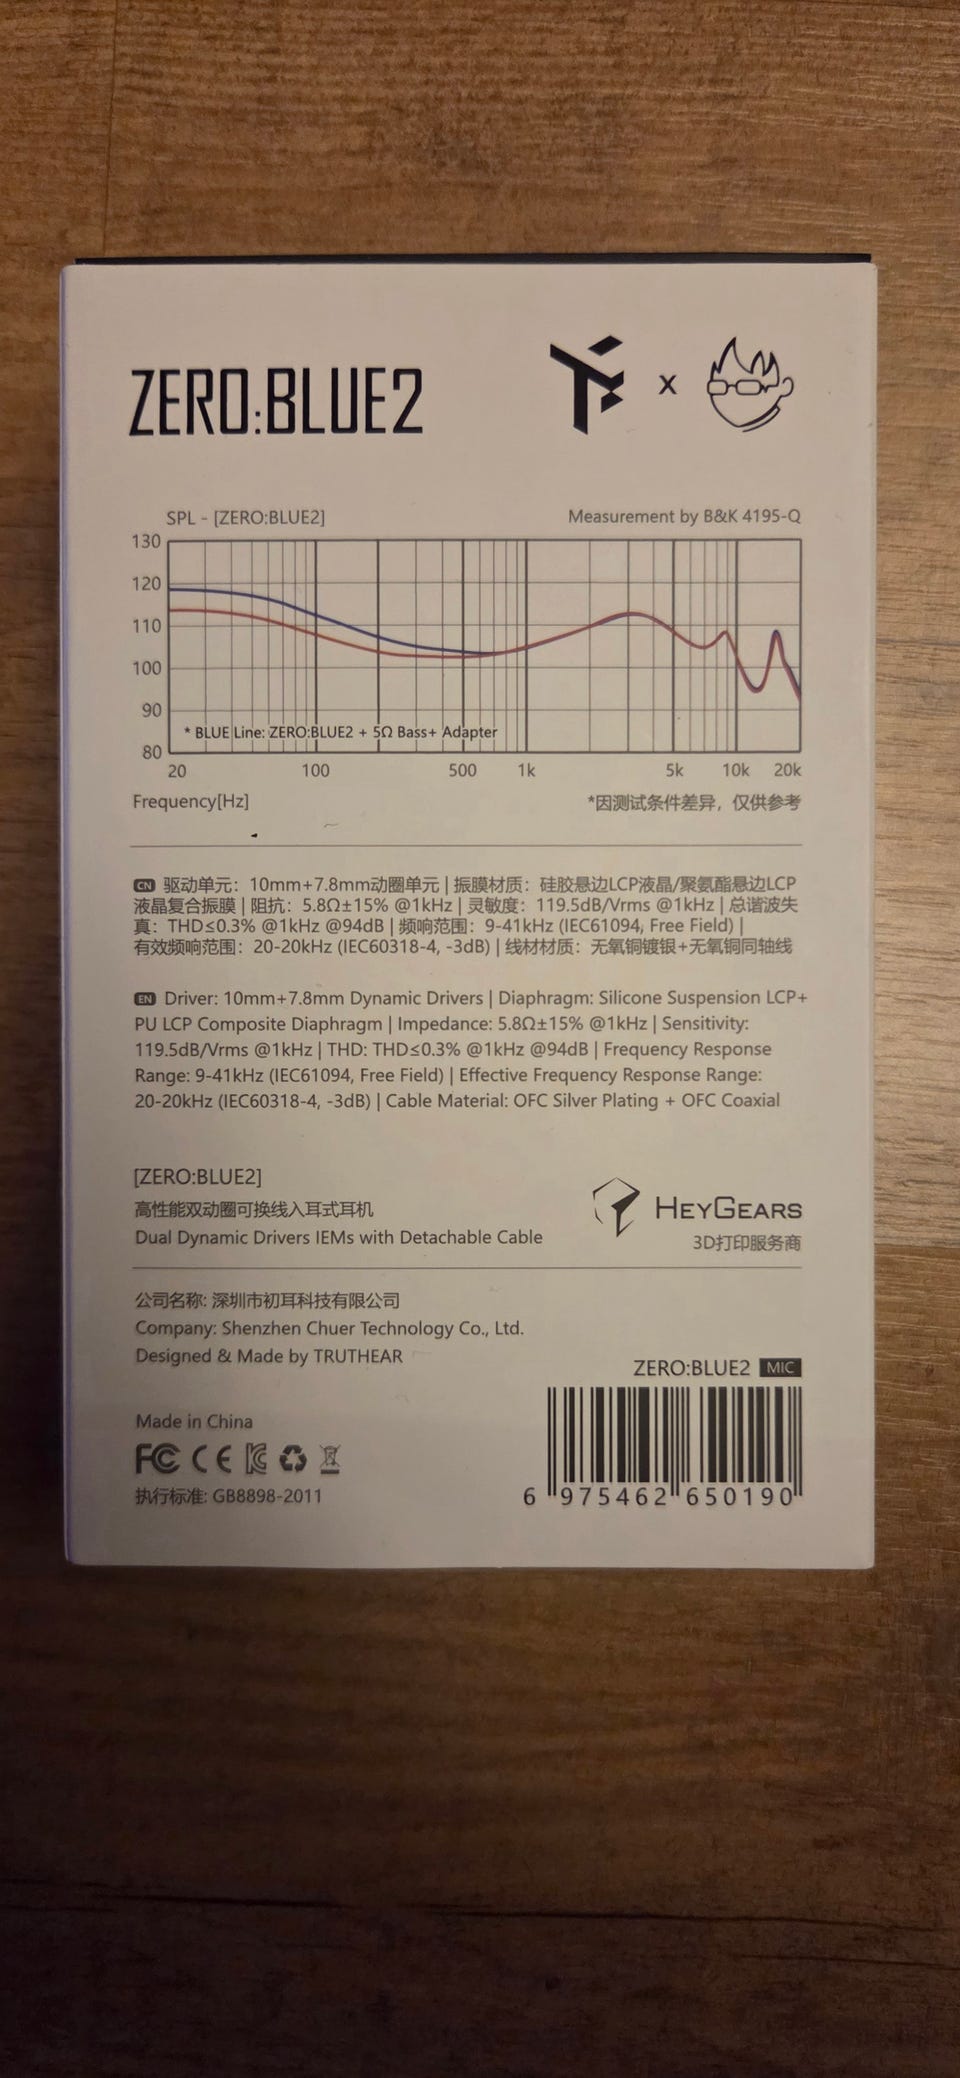 ZERO:BLUE2
x
SPL - [ZERO:BLUE2]
Measurement by B&K 4195-Q
130
120
110
100
90
80
* BLUE Line: ZERO:BLUE2 + 5Ω Bass+ Adapter
20 100 500 1k 5k 10k 20k
Frequency[Hz]
*因测试条件差异，仅供参考
CN 驱动单元：10mm+7.8mm动圈单元 | 振膜材质：硅胶悬边LCP液晶/聚氨酯悬边LCP
液晶复合振膜 | 阻抗：5.8Ω±15% @1kHz | 灵敏度：119.5dB/Vrms @1kHz | 总谐波失
真：THD≤0.3% @1kHz @94dB | 频响范围：9-41kHz (IEC61094, Free Field) |
有效频响范围：20-20kHz (IEC60318-4, -3dB) | 线材材质：无氧铜镀银+无氧铜同轴线
EN Driver: 10mm+7.8mm Dynamic Drivers | Diaphragm: Silicone Suspension LCP+
PU LCP Composite Diaphragm | Impedance: 5.8Ω±15% @1kHz | Sensitivity:
119.5dB/Vrms @1kHz | THD: THD≤0.3% @1kHz @94dB | Frequency Response
Range: 9-41kHz (IEC61094, Free Field) | Effective Frequency Response Range:
20-20kHz (IEC60318-4, -3dB) | Cable Material: OFC Silver Plating + OFC Coaxial
[ZERO:BLUE2]
高性能双动圈可换线入耳式耳机
Dual Dynamic Drivers IEMs with Detachable Cable
HEYGEARS
3D打印服务商
公司名称: 深圳市初耳科技有限公司
Company: Shenzhen Chuer Technology Co., Ltd.
Designed & Made by TRUTHEAR
ZERO:BLUE2 MIC
Made in China
FC CE KC
执行标准: GB8898-2011
6 975462 650190